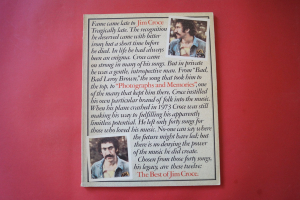 Fame came late to Jim Croce.
Tragically late. The recognition
he deserved came with bitter
irony but a short time before
he died. In life he had always
been an enigma. Croce came
on strong in many of his songs. But in private
he was a gentle, introspective man. From "Bad,
Bad Leroy Brown," the song that took him to
the top, to "Photographs and Memories", one
of the many that kept him there, Croce instilled
his own particular brand of folk into the music.
When his plane crashed in 1973 Croce was still
making his way to fulfilling his apparently
limitless potential. He left only forty songs for
those who loved his music. No-one can say where
the future might have led; but
there is no denying the power
of the music he did create.
Chosen from those forty songs,
his legacy, are these twelve:
The Best of Jim Croce.